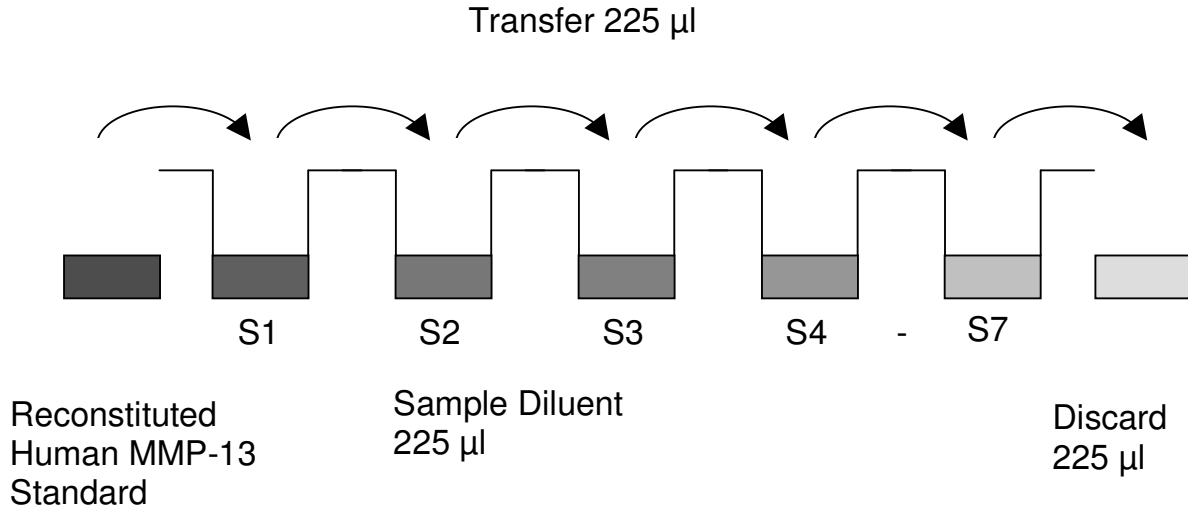 Transfer 225 µl
S1 S2 S3 S4 - S7
Reconstituted
Human MMP-13
Standard
Sample Diluent
225 µl
Discard
225 µl